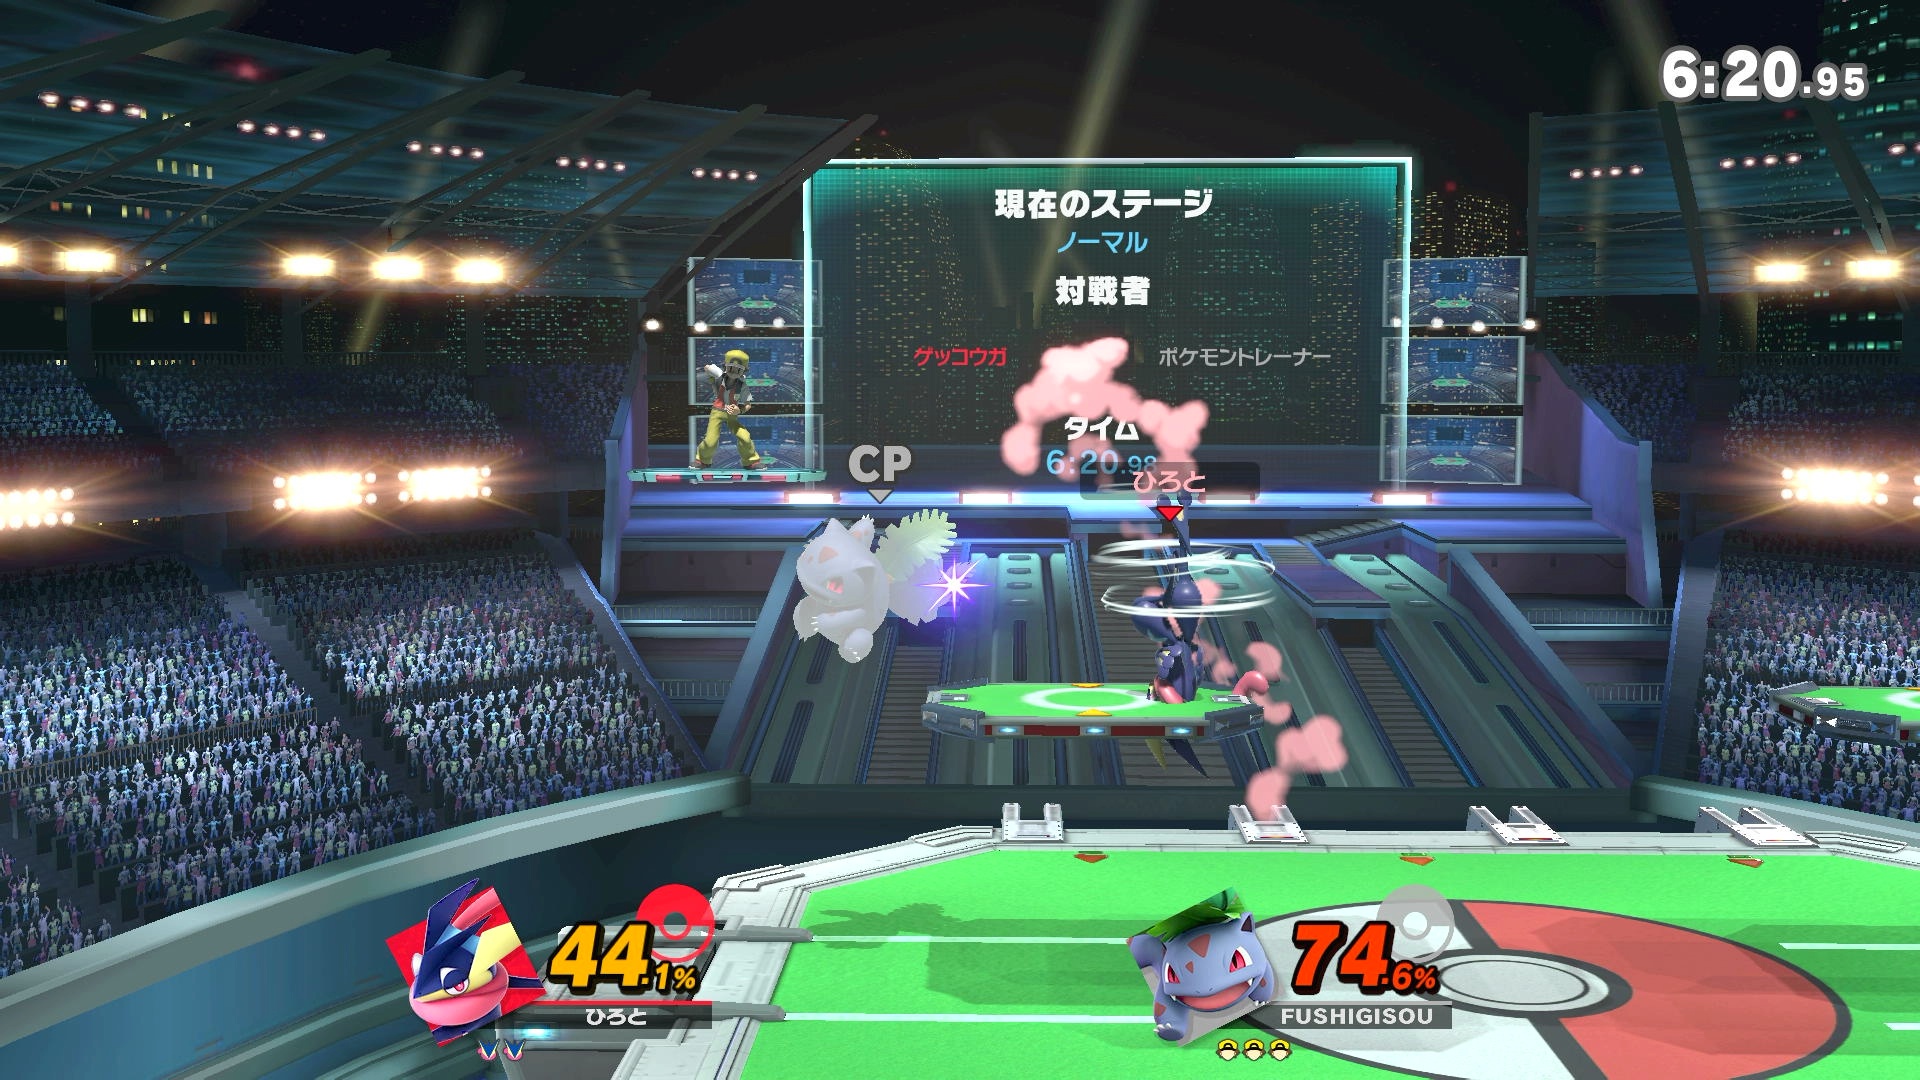 6:20.95
現在のステージ
ノーマル
対戦者
ゲッコウガ
ポケモントレーナー
タイム
6:20.98
CP
ひろと
44.1%
ひろと
74.6%
FUSHIGISOU